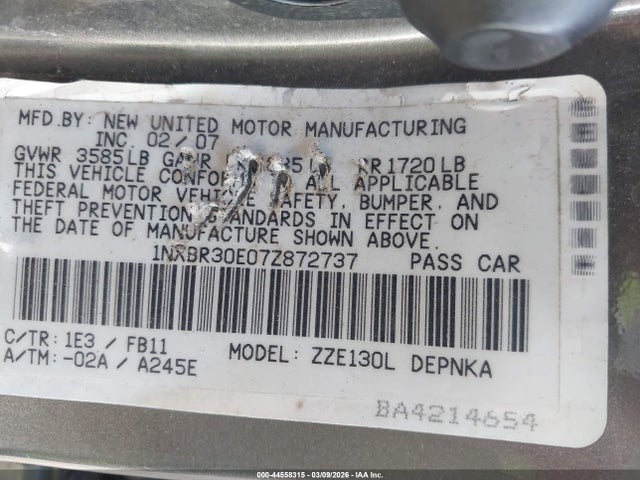 MFD.BY: NEW UNITED MOTOR MANUFACTURING
INC. 02/07
GVWR 3585LB 1720LB
THIS VEHICLE ALL APPLICABLE
FEDERAL MOTOR SAFETY, BUMPER, AND
THEFT PREVENTION STANDARDS IN EFFECT ON
THE DATE OF MANUFACTURE SHOWN ABOVE.
1NXBR30E07Z872737 PASS CAR
C/TR: 1E3 / FB11
A/TM: -02A / A245E
MODEL: ZZE130L DEPNKA
BA4214654
000-44558315 - 03/09/2026 - IAA Inc.